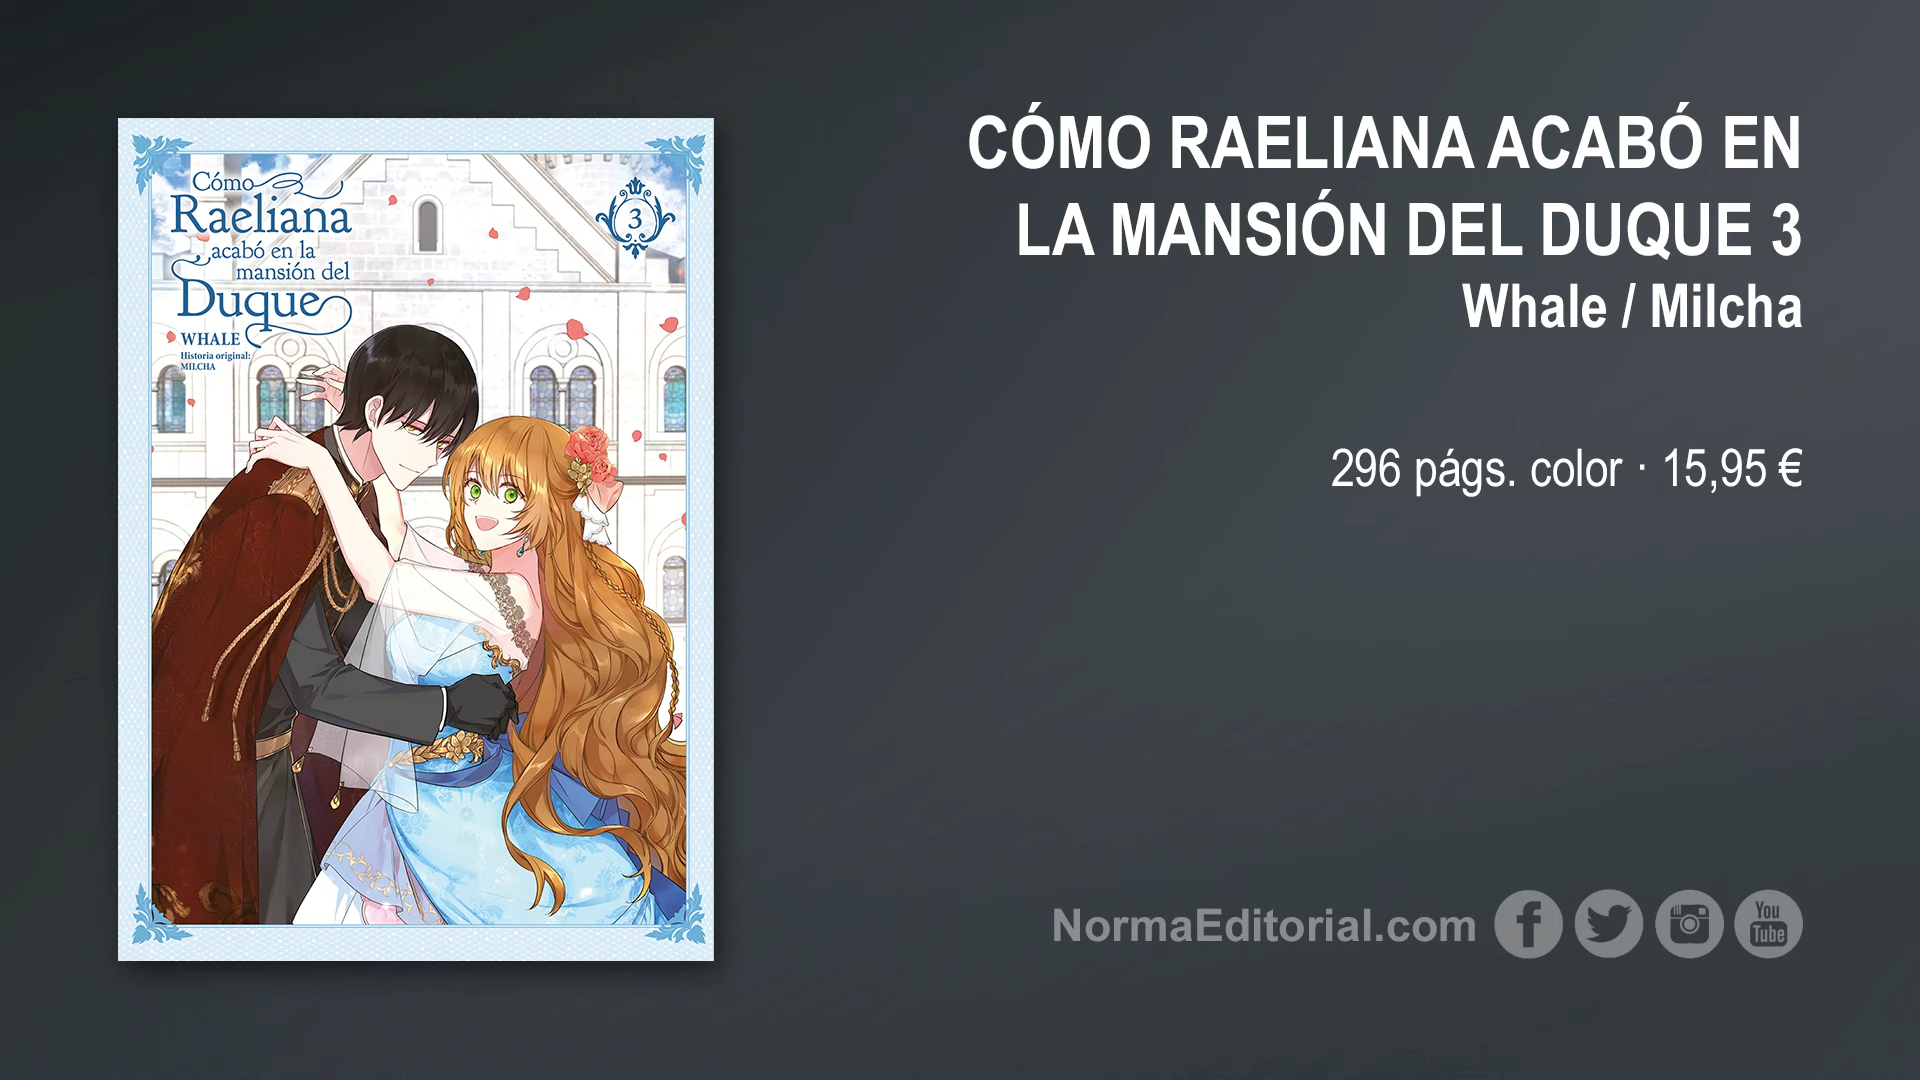 Cómo
Raeliana
acabó en la
mansión del
Duque
WHALE
Historia original:
MILCHA
3
CÓMO RAELIANA ACABÓ EN
LA MANSIÓN DEL DUQUE 3
Whale / Milcha
296 págs. color · 15,95 €
NormaEditorial.com
You
Tube